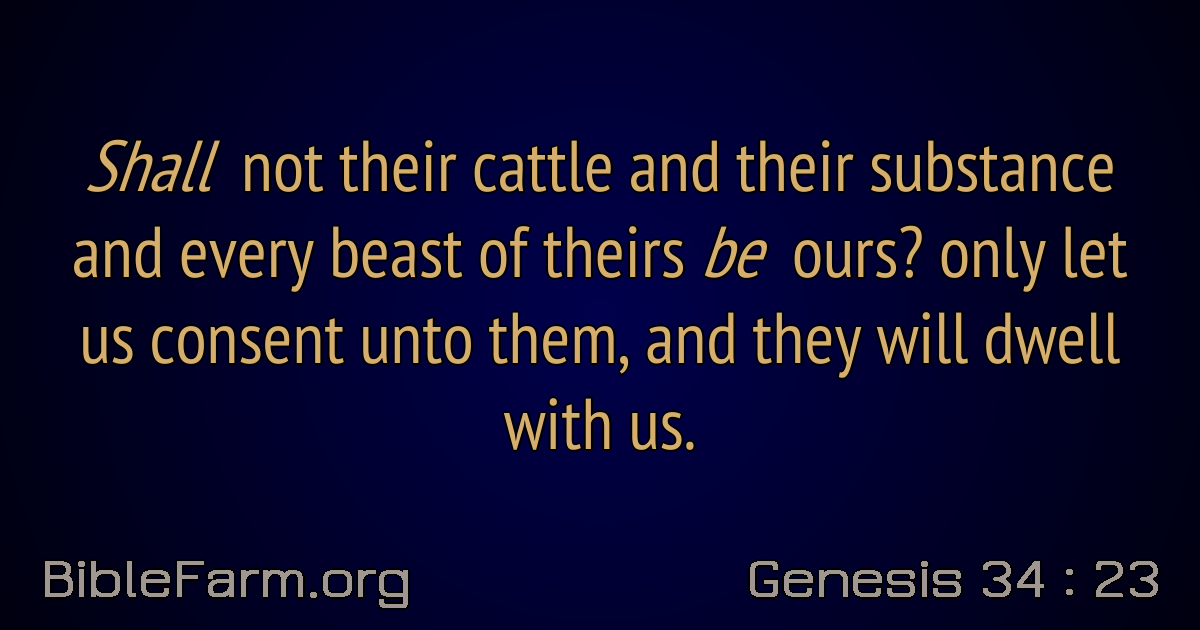 Shall not their cattle and their substance
and every beast of theirs be ours? only let
us consent unto them, and they will dwell
with us.
BibleFarm.org
Genesis 34 : 23